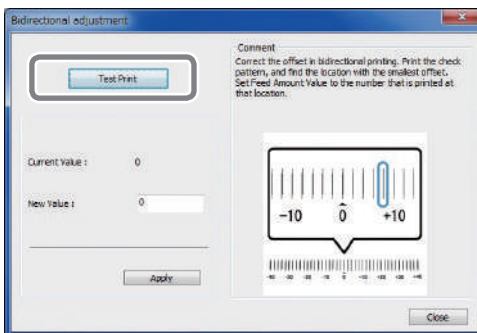 Bidirectional adjustment
Test Print
Comment
Correct the offset in bidirectional printing. Print the check
pattern, and find the location with the smallest offset.
Set Feed Amount Value to the number that is printed at
that location.
Current Value : 0
New Value : 0
-10 0 +10
Apply
Close